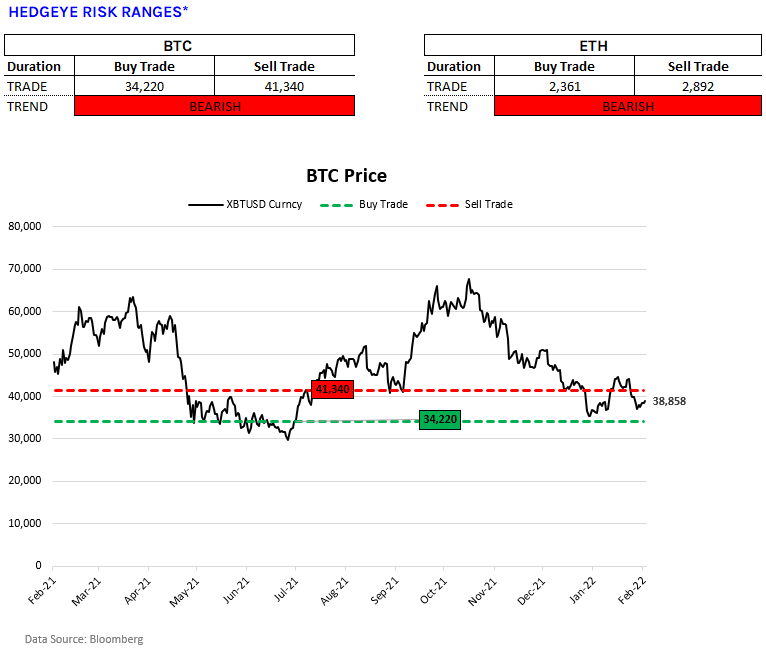 HEDGEYE RISK RANGES*
BTC
Duration Buy Trade Sell Trade
TRADE 34,220 41,340
TREND BEARISH
ETH
Duration Buy Trade Sell Trade
TRADE 2,361 2,892
TREND BEARISH
BTC Price
XBTUSD Curncy Buy Trade Sell Trade
80,000
70,000
60,000
50,000
40,000
30,000
20,000
10,000
0
41,340
38,858
34,220
Feb-21 Mar-21 Apr-21 May-21 Jun-21 Jul-21 Aug-21 Sep-21 Oct-21 Nov-21 Dec-21 Jan-22 Feb-22
Data Source: Bloomberg